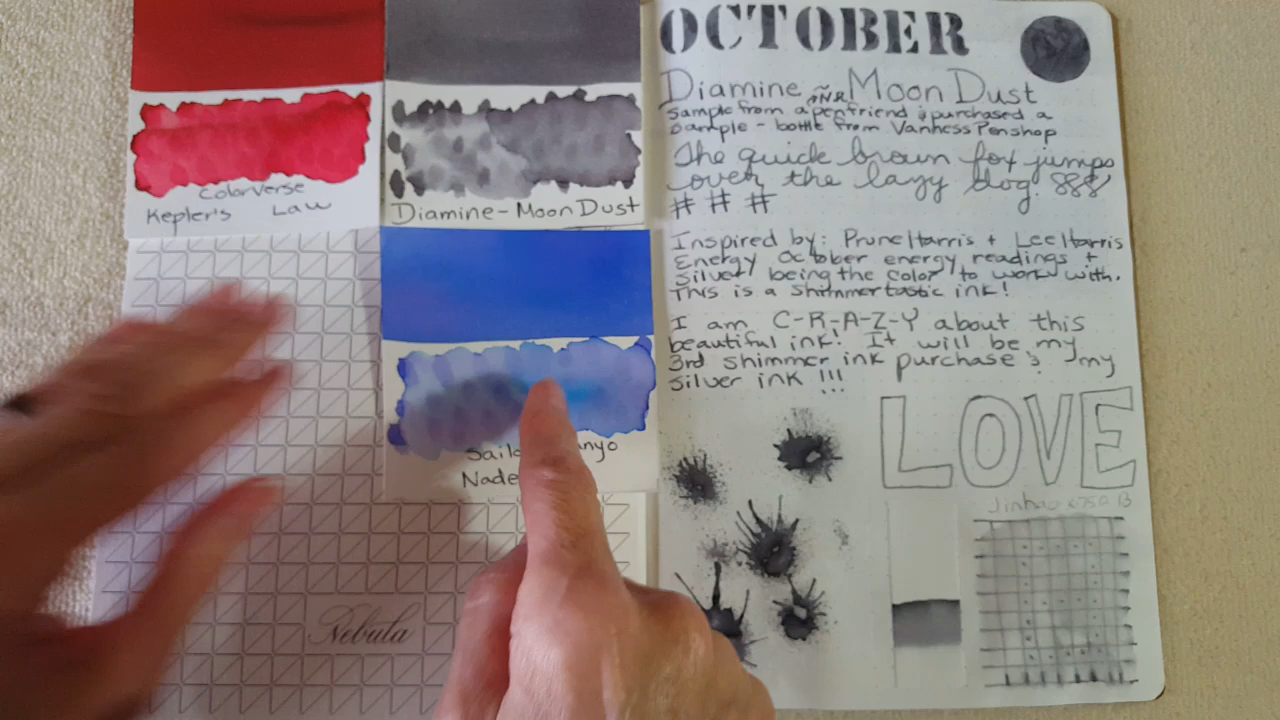 Colorverse
Kepler's Law
Diamine-Moon Dust
Nebula
OCTOBER
Diamine Moon Dust
sample from a penfriend & purchased a
sample - bottle from Vanness Penshop
The quick brown fox jumps
over the lazy dog. 888
# # #
Inspired by: Prune Harris + Lee Harris
Energy October energy readings +
silver being the color to work with.
This is a shimmertastic ink!
I am C-R-A-Z-Y about this
beautiful ink! It will be my
3rd shimmer ink purchase & my
silver ink !!!
LOVE
Jinhao